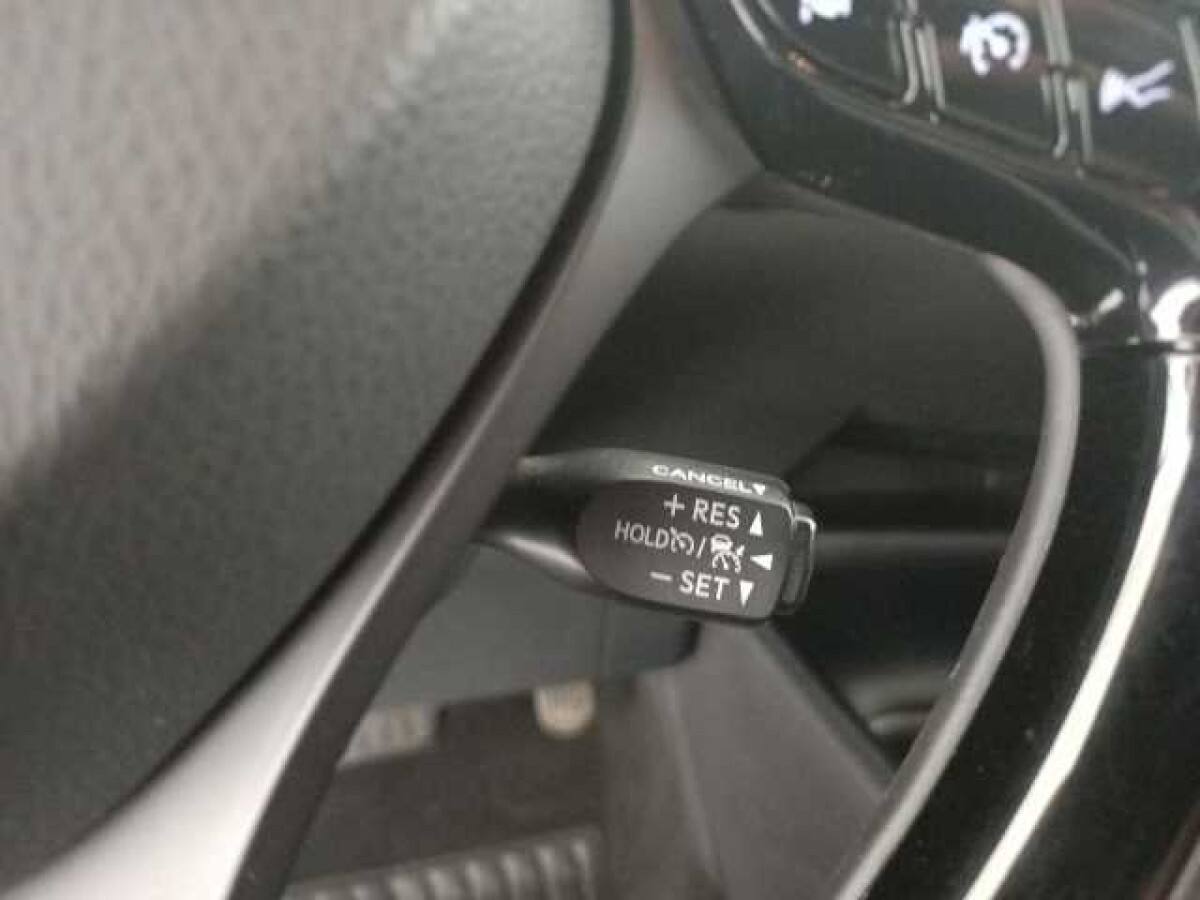 CANCEL▼
+ RES ▲
HOLD / ◀
− SET ▼